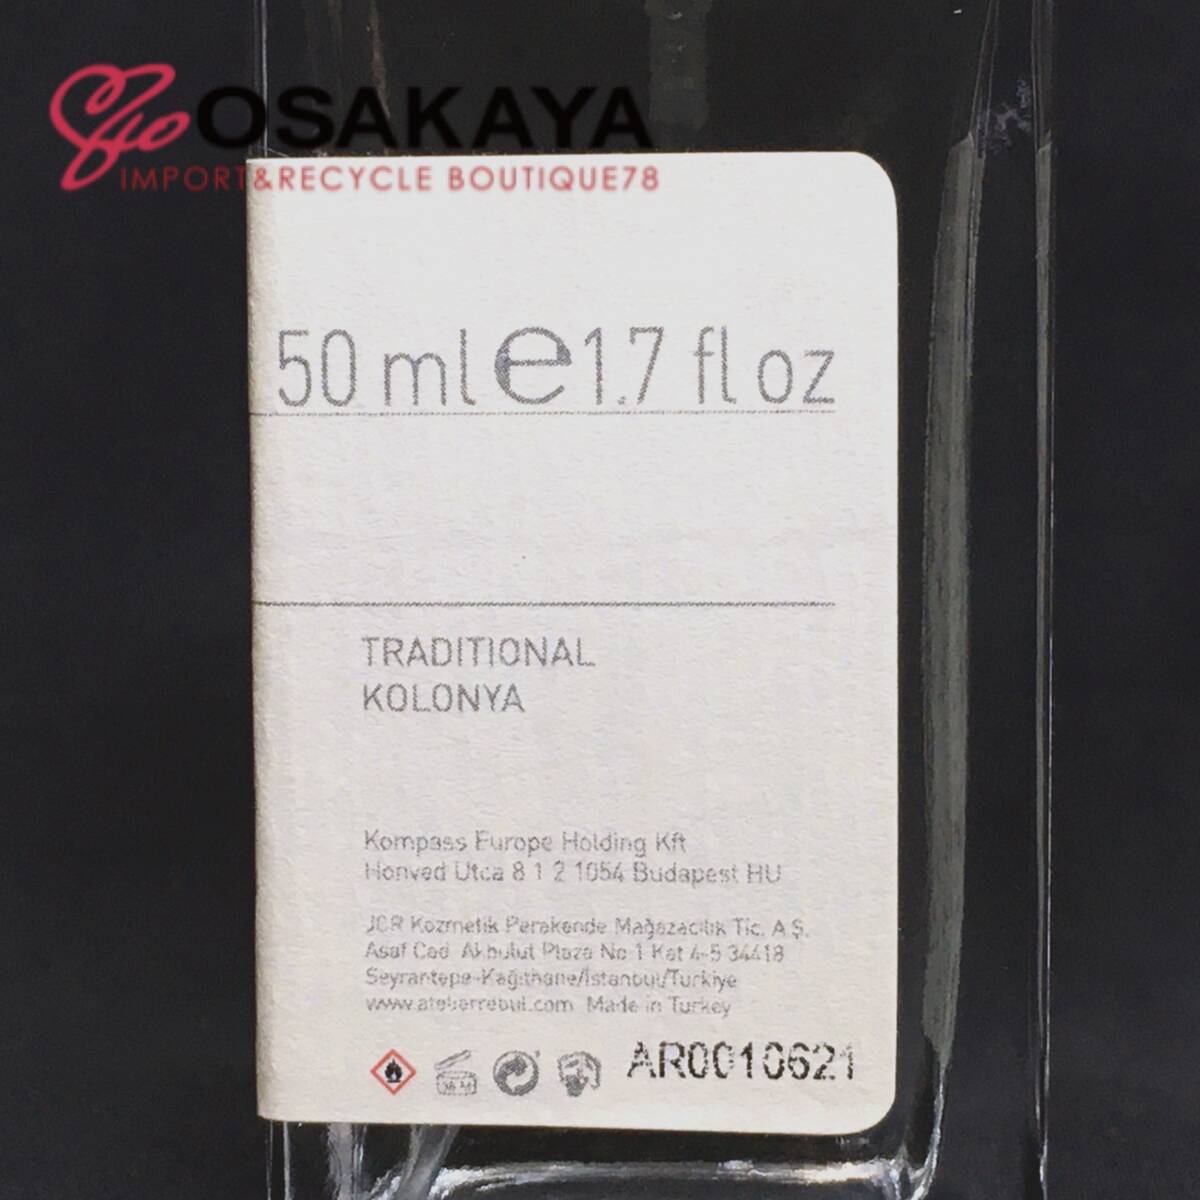 OSAKAYA
IMPORT&RECYCLE BOUTIQUE78
50 ml e 1.7 fl oz
TRADITIONAL
KOLONYA
Kompass Europe Holding Kft
Honved Utca 8 1 2 1054 Budapest HU
JCR Kozmetik Perakende Mağazacılık Tic. A.Ş.
Asaf Cad. Akbulut Plaza No 1 Kat 4-5 34418
Seyrantepe-Kağıthane/İstanbul/Türkiye
www.atelierrebul.com Made in Turkey
AR0010621